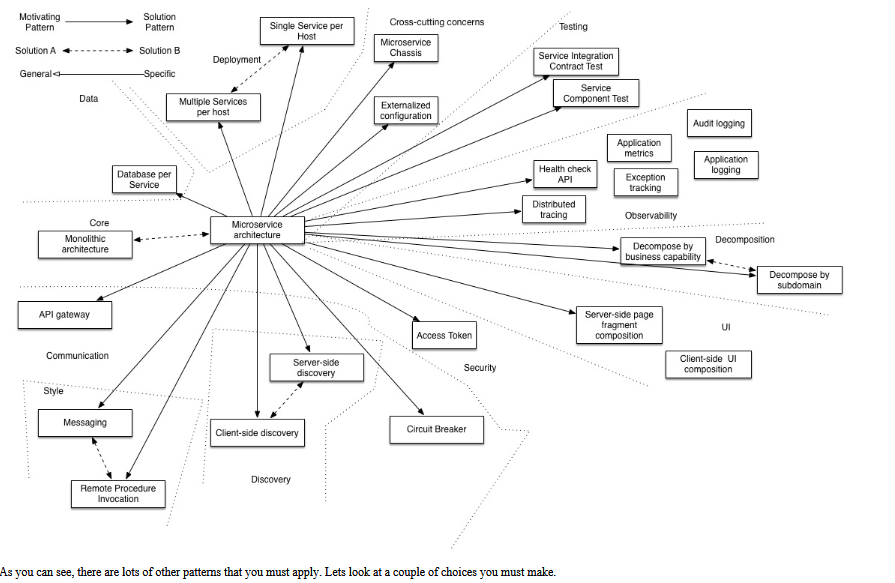 Motivating
Pattern
Solution
Pattern
Solution A
Solution B
General
Specific
Data
Deployment
Single Service per
Host
Multiple Services
per host
Cross-cutting concerns
Microservice
Chassis
Externalized
configuration
Testing
Service Integration
Contract Test
Service
Component Test
Audit logging
Application
metrics
Application
logging
Health check
API
Exception
tracking
Distributed
tracing
Observability
Database per
Service
Core
Monolithic
architecture
Microservice
architecture
Decomposition
Decompose by
business capability
Decompose by
subdomain
API gateway
Communication
Style
Messaging
Remote Procedure
Invocation
Server-side
discovery
Client-side discovery
Discovery
Access Token
Security
Circuit Breaker
Server-side page
fragment
composition
UI
Client-side UI
composition
As you can see, there are lots of other patterns that you must apply. Lets look at a couple of choices you must make.